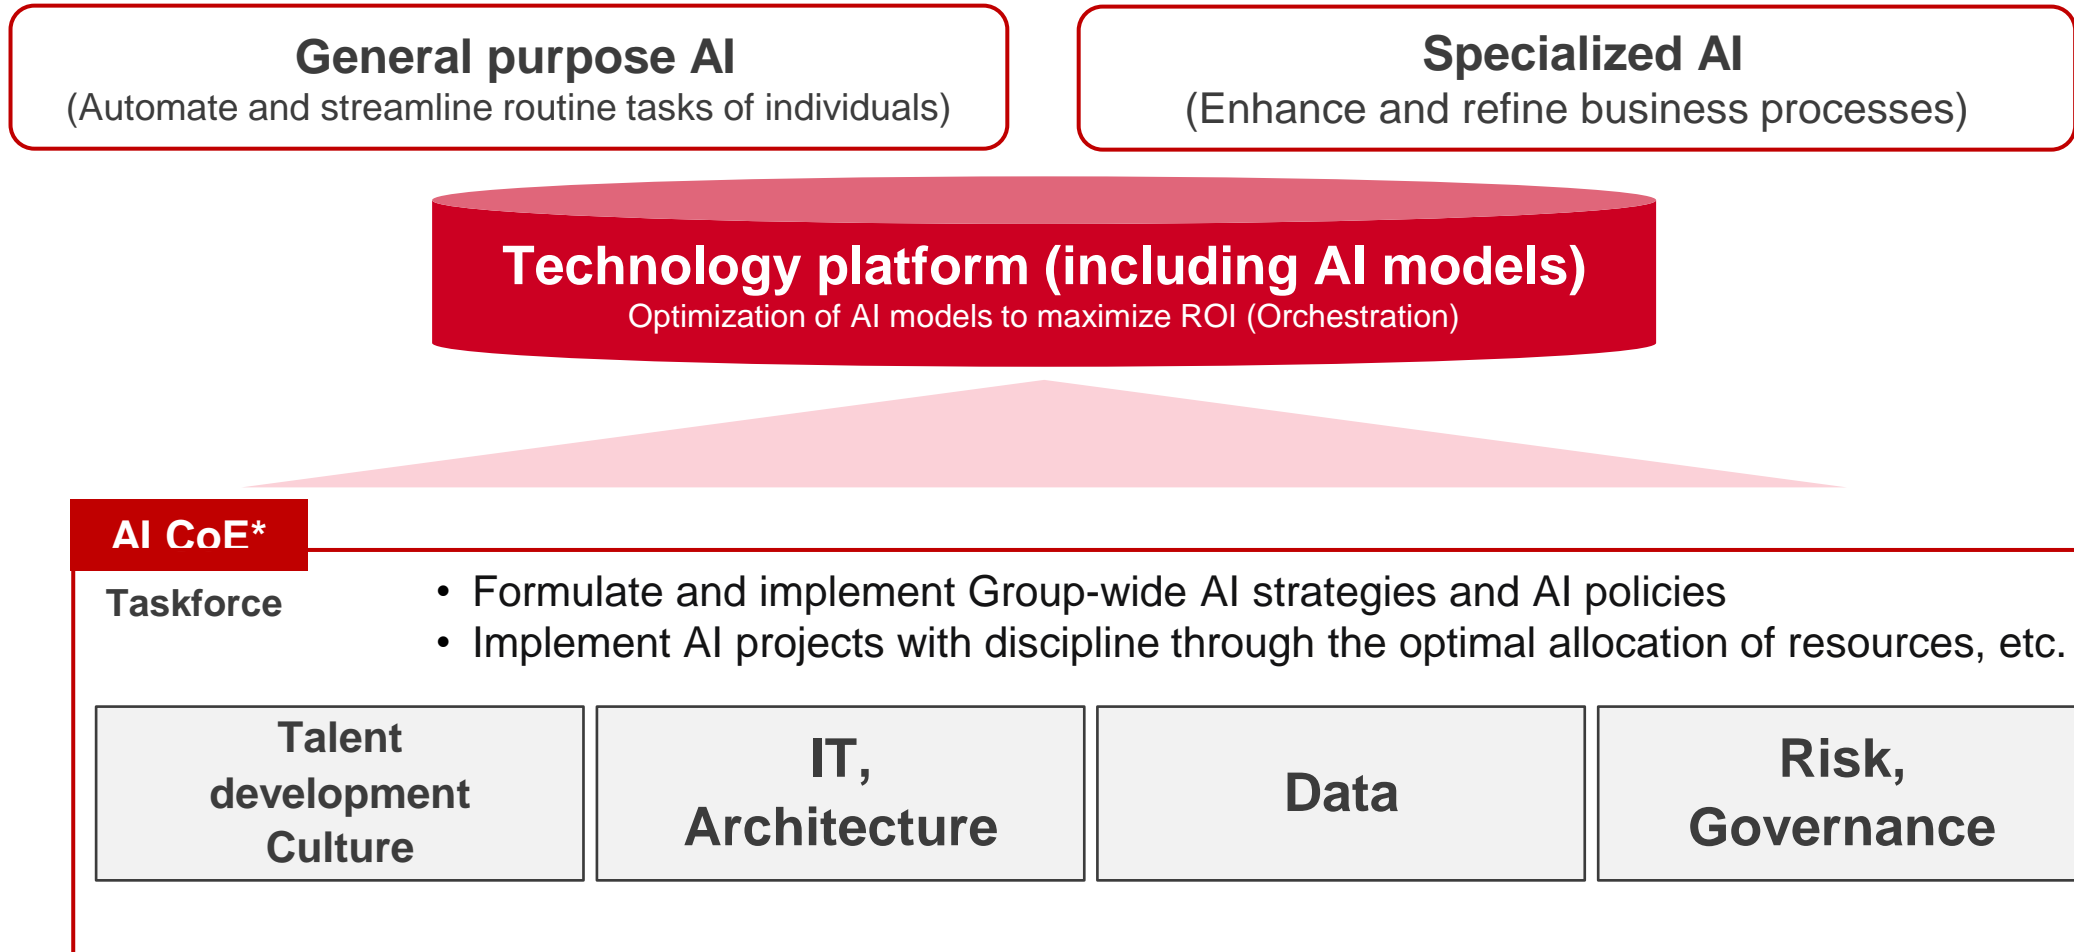 General purpose AI
(Automate and streamline routine tasks of individuals)
Specialized AI
(Enhance and refine business processes)
Technology platform (including AI models)
Optimization of AI models to maximize ROI (Orchestration)
AI CoE*
Taskforce
• Formulate and implement Group-wide AI strategies and AI policies
• Implement AI projects with discipline through the optimal allocation of resources, etc.
Talent
development
Culture
IT,
Architecture
Data
Risk,
Governance